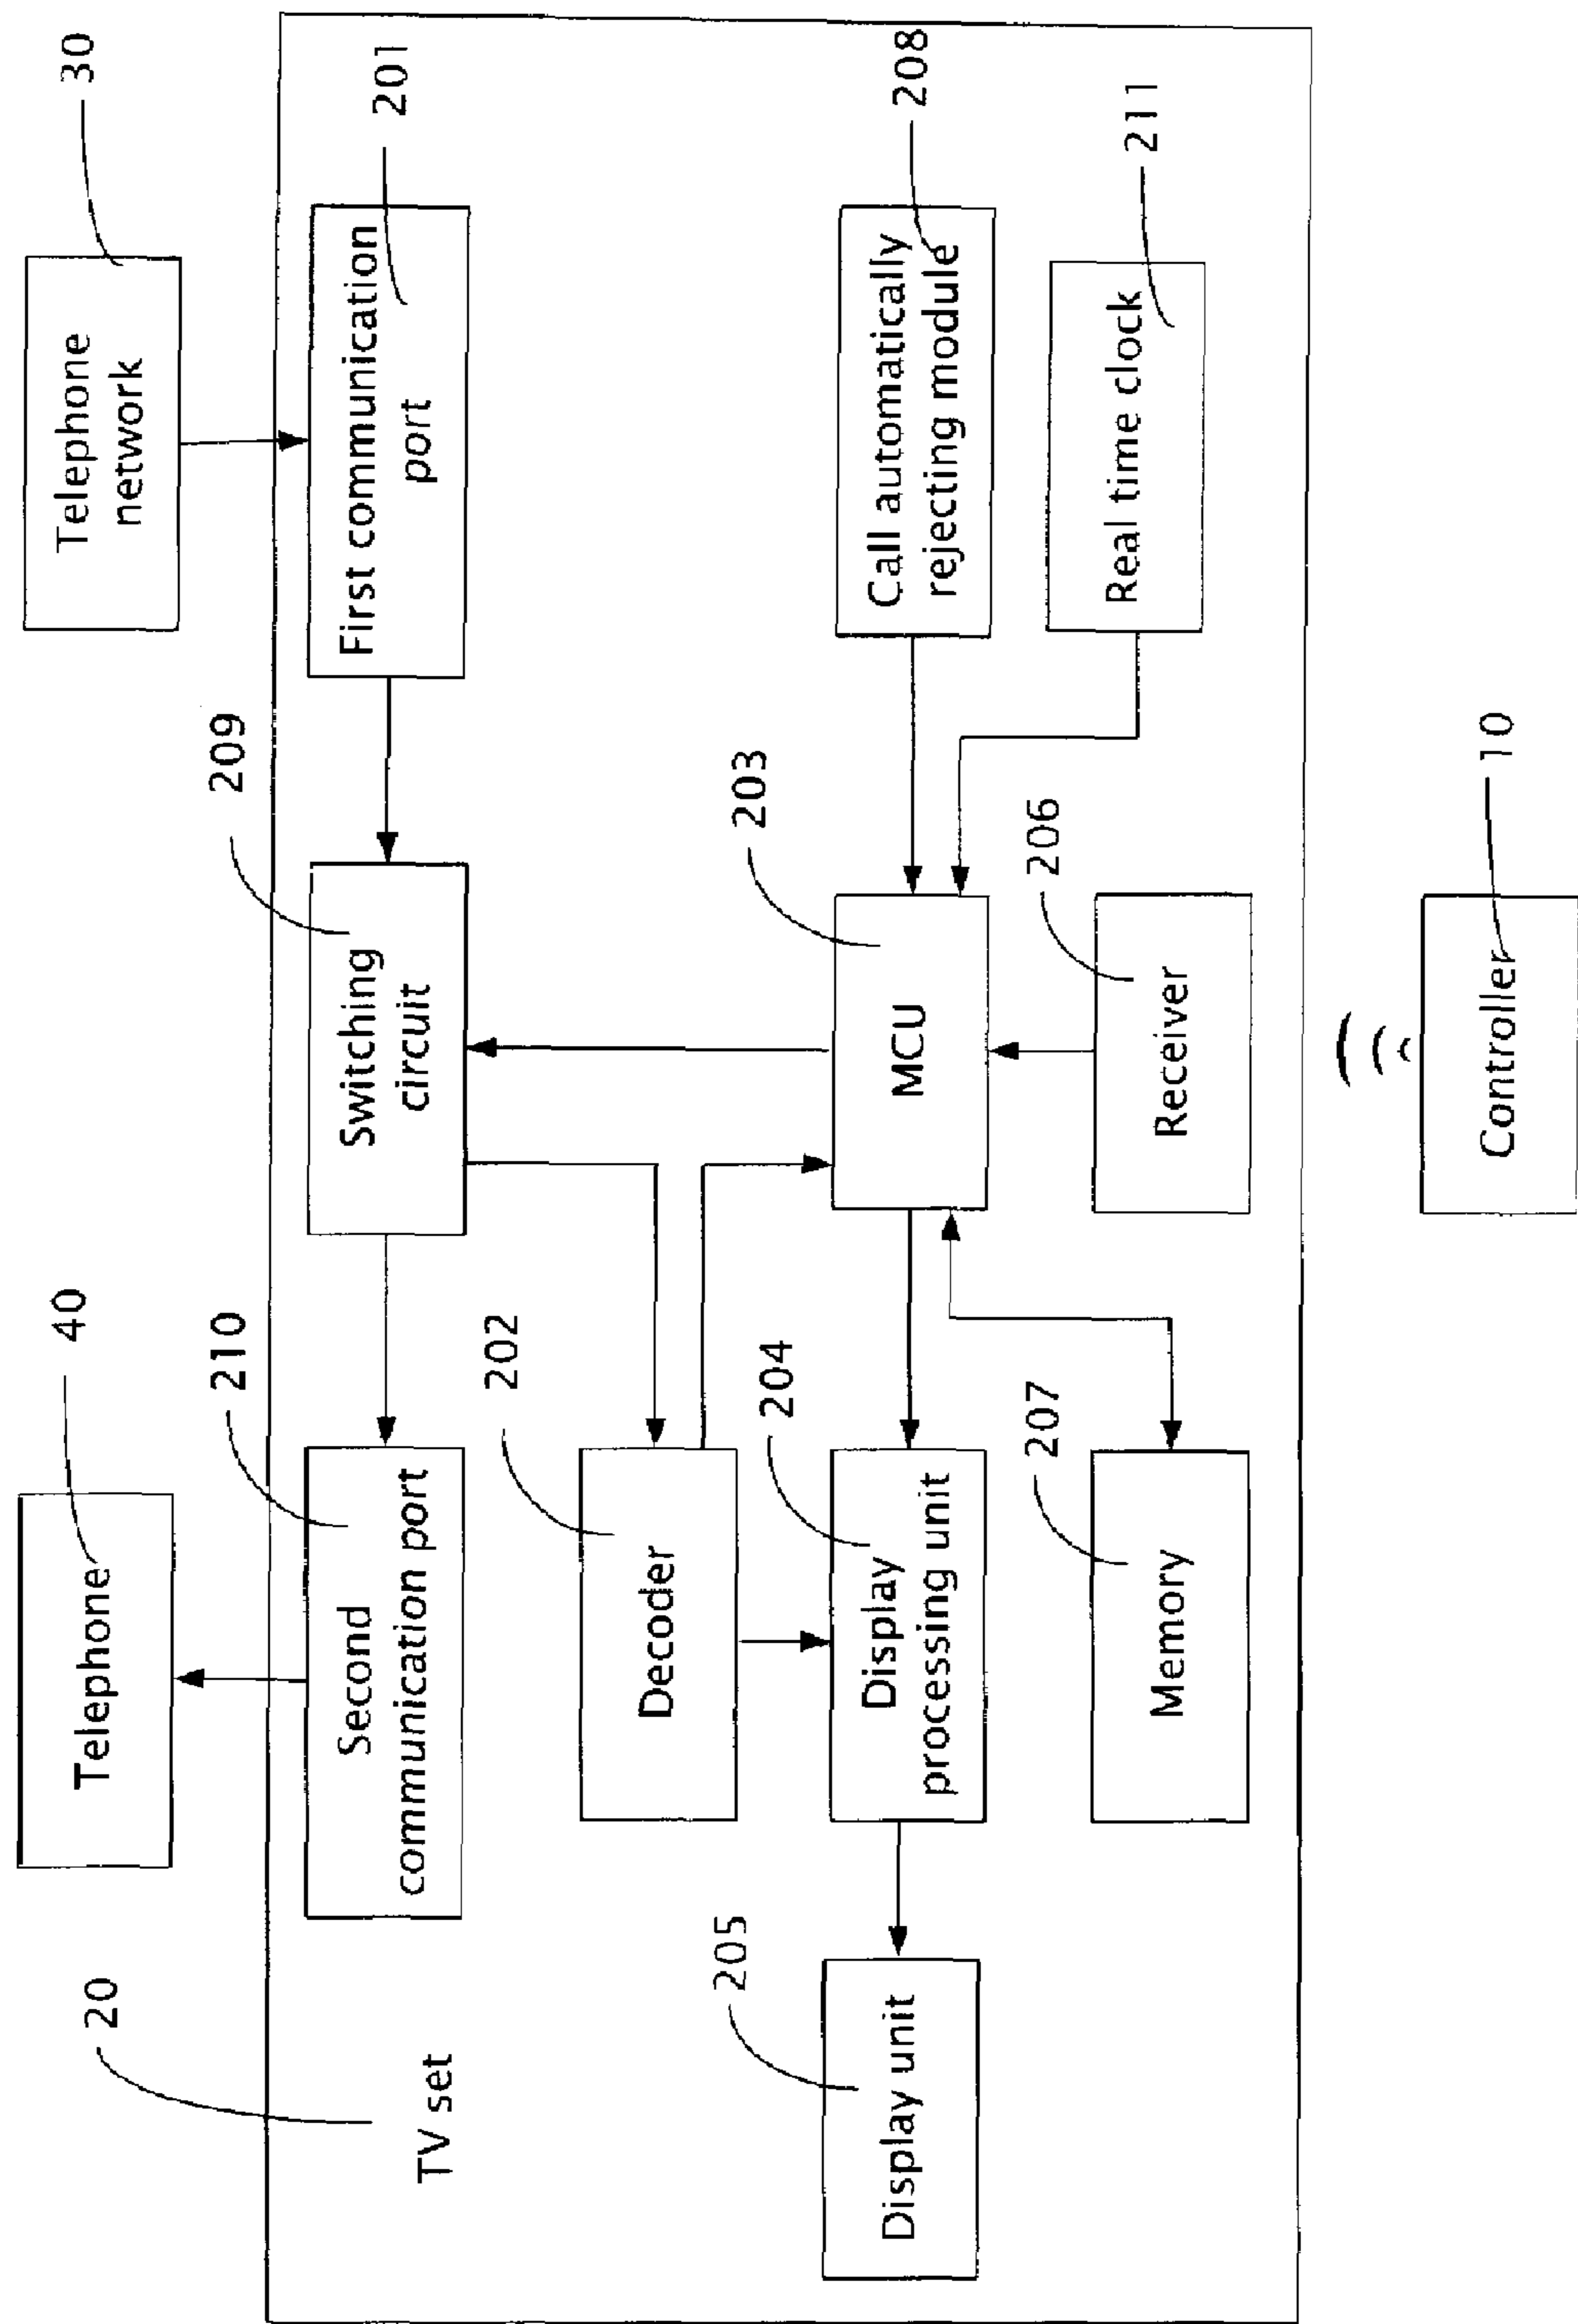 20
TV set
40
Telephone
30
Telephone
network
210
Second
communication port
209
Switching
circuit
201
First communication
port
202
Decoder
205
Display unit
204
Display
processing unit
203
MCU
208
Call automatically
rejecting module
207
Memory
206
Receiver
211
Real time clock
10
Controller